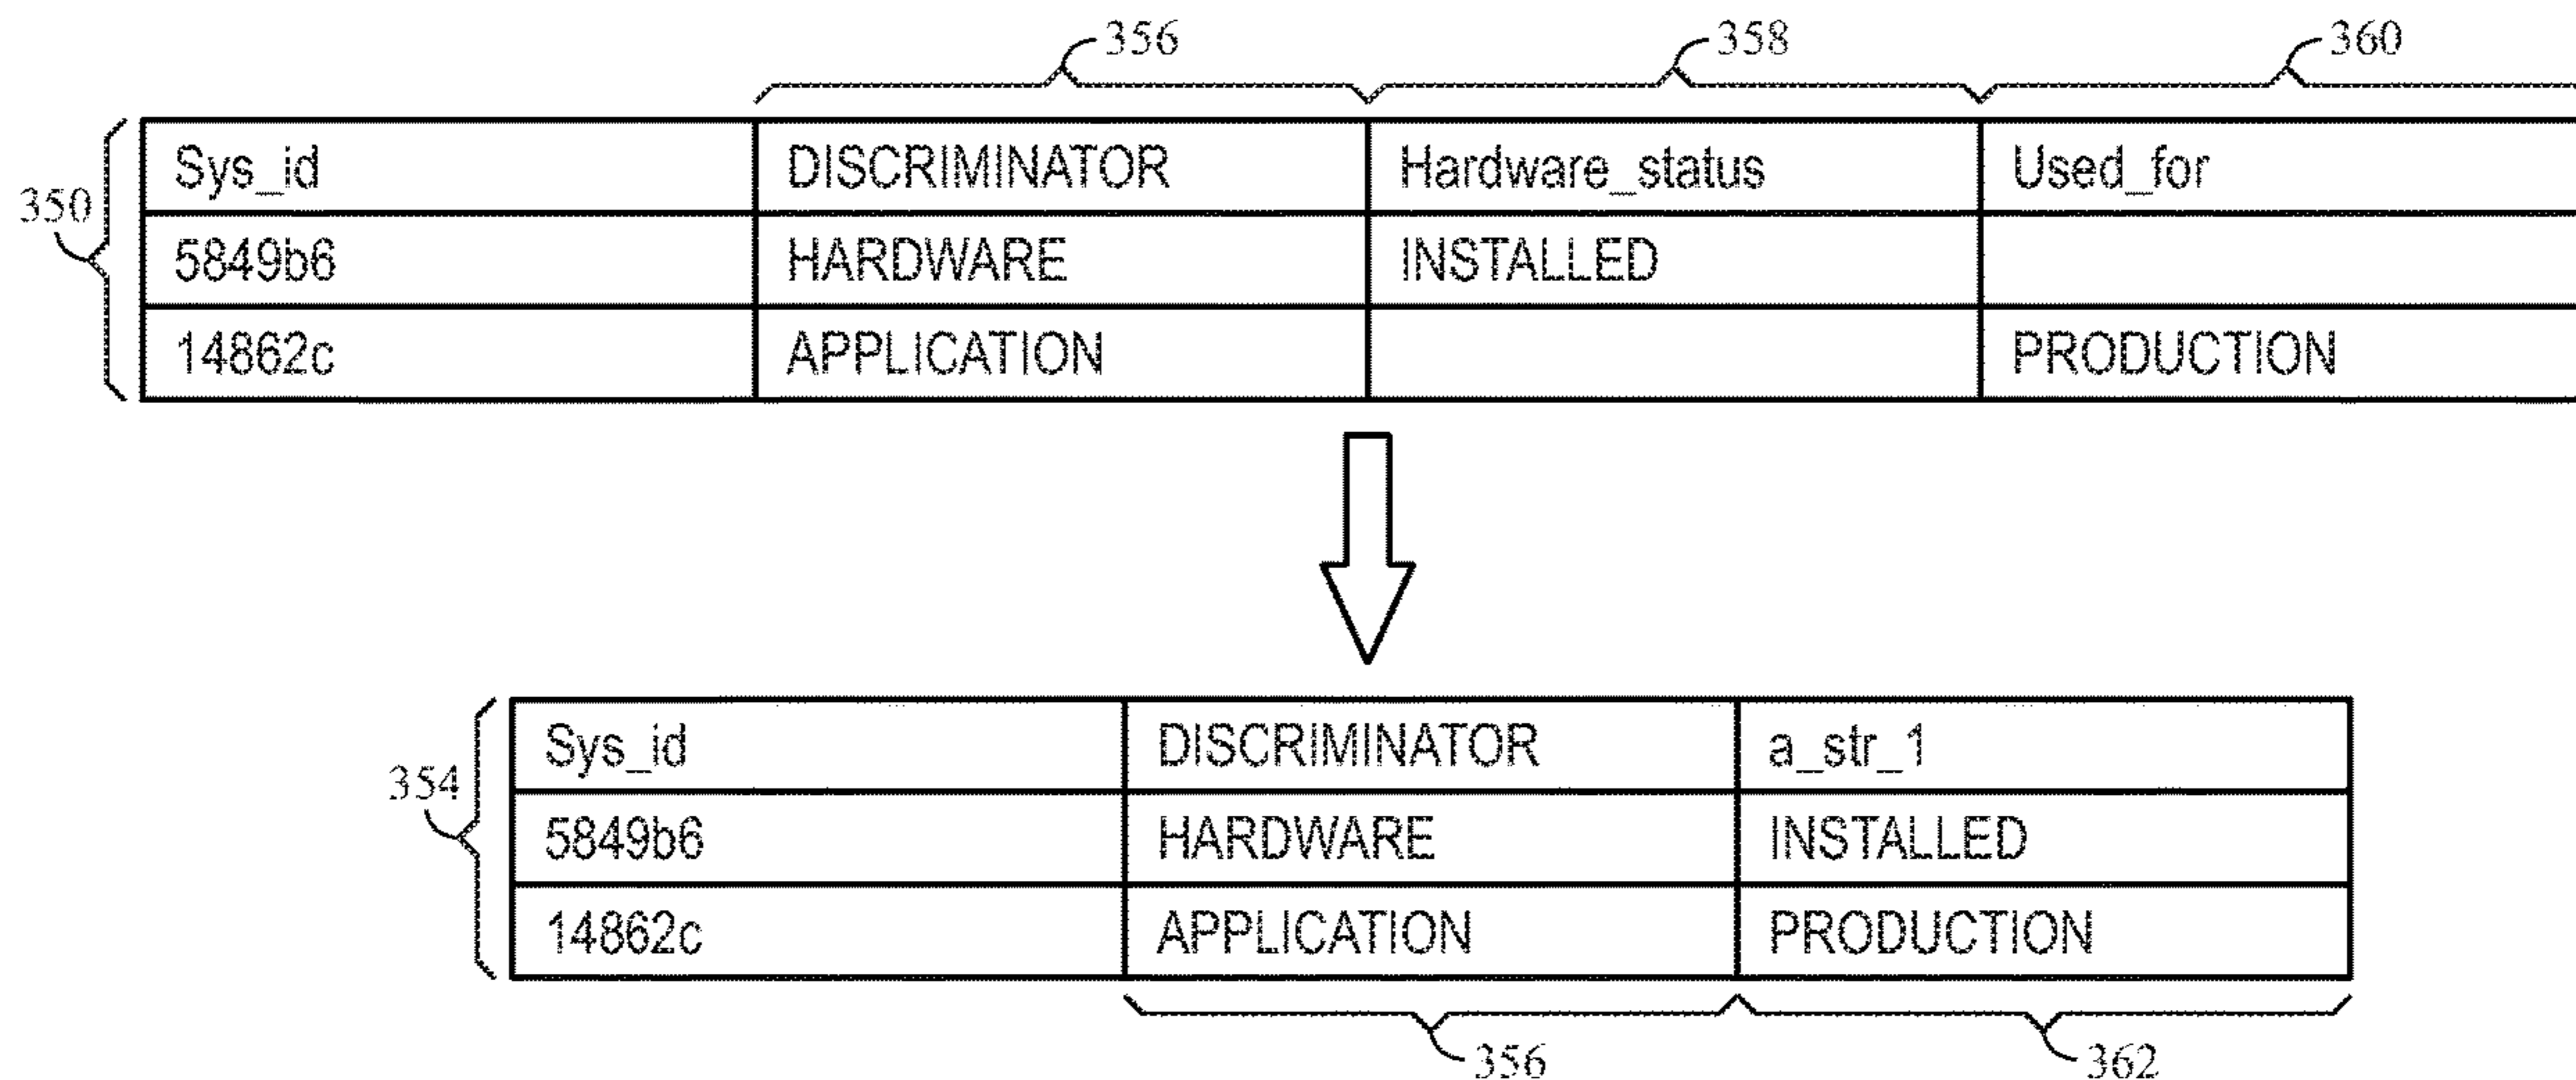 356 358 360
350
Sys_id DISCRIMINATOR Hardware_status Used_for
5849b6 HARDWARE INSTALLED
14862c APPLICATION PRODUCTION
354
Sys_id DISCRIMINATOR a_str_1
5849b6 HARDWARE INSTALLED
14862c APPLICATION PRODUCTION
356 362